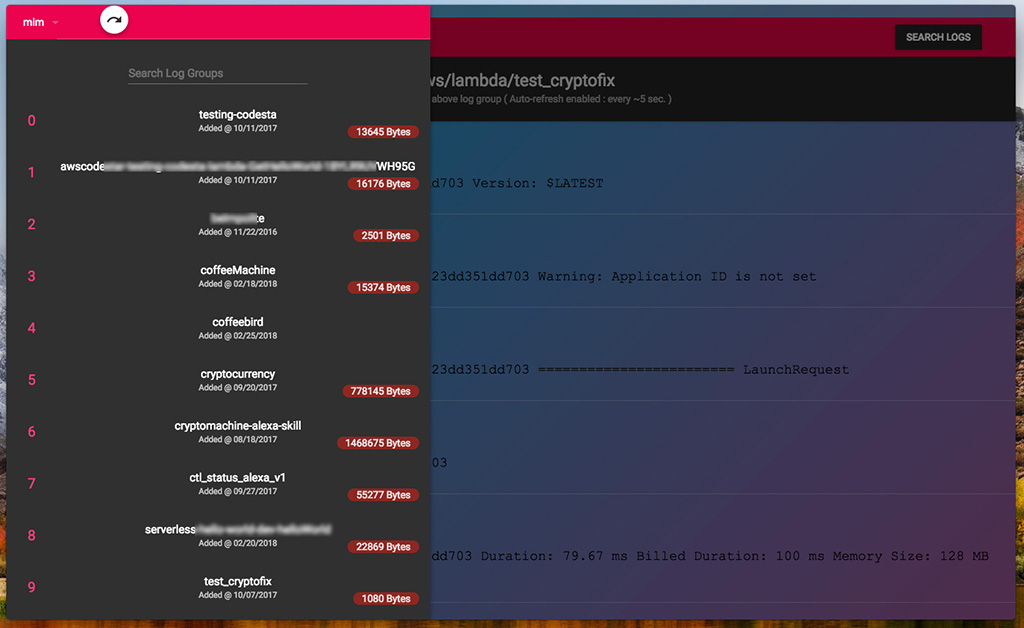 mim
SEARCH LOGS
Search Log Groups
ws/lambda/test_cryptofix
above log group ( Auto-refresh enabled : every ~5 sec. )
0
testing-codesta
Added @ 10/11/2017
13645 Bytes
1
awscode WH95G
Added @ 10/11/2017
16176 Bytes
dd703 Version: $LATEST
2
te
Added @ 11/22/2016
2501 Bytes
3
coffeeMachine
Added @ 02/18/2018
15374 Bytes
23dd351dd703 Warning: Application ID is not set
4
coffeebird
Added @ 02/25/2018
5
cryptocurrency
Added @ 09/20/2017
778145 Bytes
23dd351dd703 ======================== LaunchRequest
6
cryptomachine-alexa-skill
Added @ 08/18/2017
1468675 Bytes
03
7
ctl_status_alexa_v1
Added @ 09/27/2017
55277 Bytes
8
serverless
Added @ 02/20/2018
22869 Bytes
dd703 Duration: 79.67 ms Billed Duration: 100 ms Memory Size: 128 MB
9
test_cryptofix
Added @ 10/07/2017
1080 Bytes